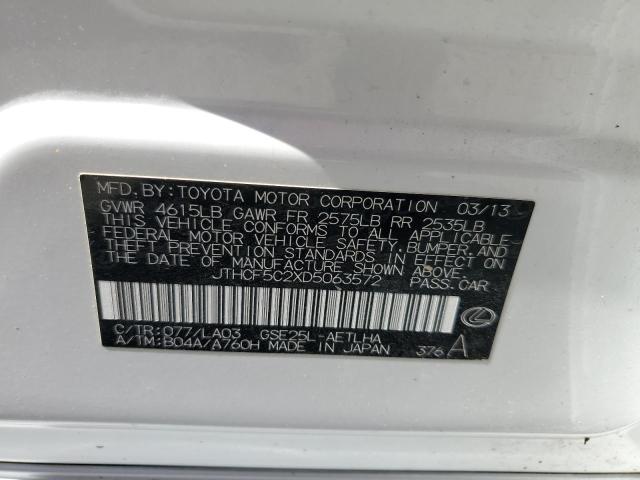 MFD. BY: TOYOTA MOTOR CORPORATION 03/13
GVWR 4615LB GAWR FR 2575LB RR 2535LB
THIS VEHICLE CONFORMS TO ALL APPLICABLE
FEDERAL MOTOR VEHICLE SAFETY, BUMPER, AND
THEFT PREVENTION STANDARDS IN EFFECT ON
THE DATE OF MANUFACTURE SHOWN ABOVE.
JTHCF5C2XD5063572 PASS.CAR
C/TR: 077/LA03 GSE25L-AETLHA
A/TM: B04A/A760H MADE IN JAPAN 376 A